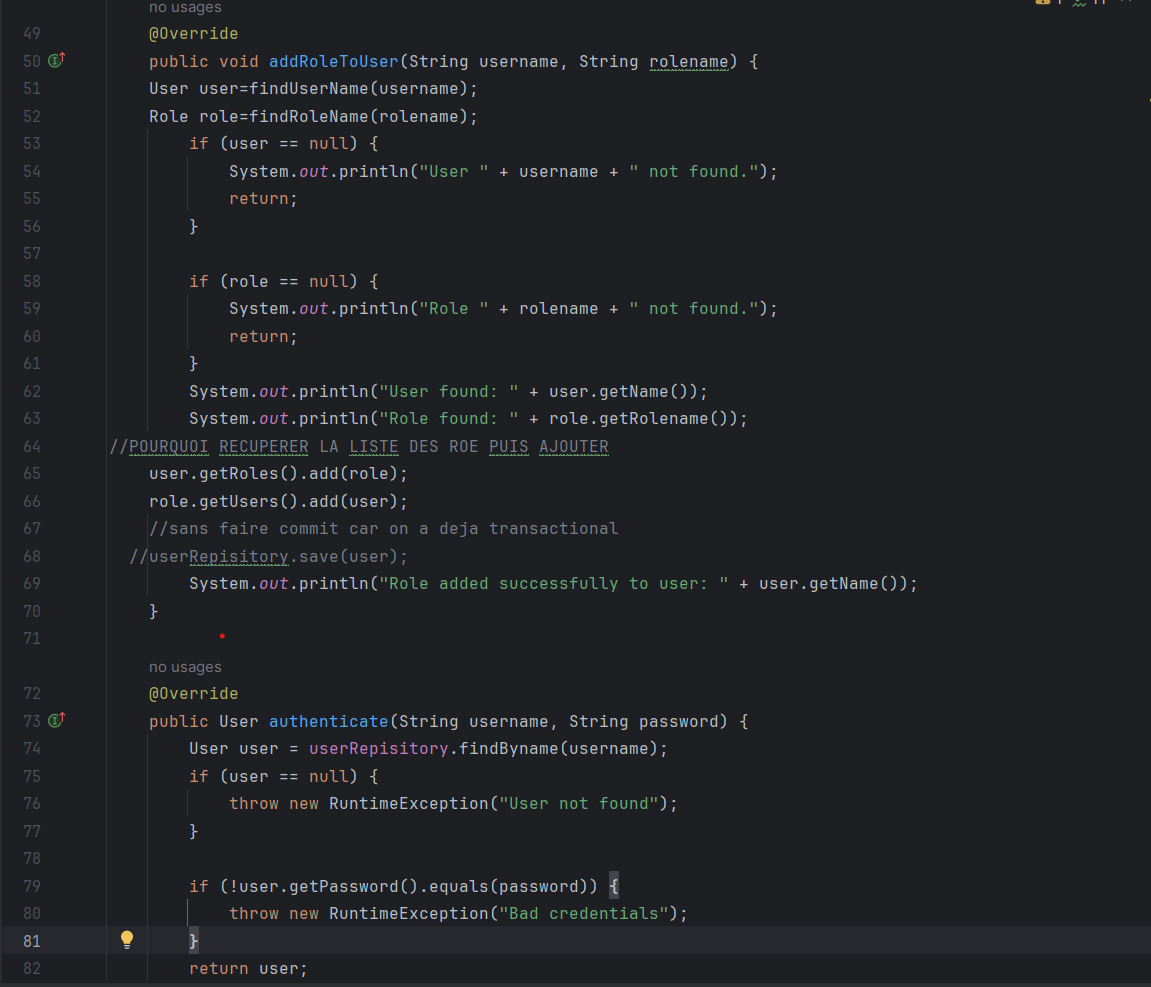 no usages
49 @Override
50 public void addRoleToUser(String username, String rolename) {
51 User user=findUserName(username);
52 Role role=findRoleName(rolename);
53 if (user == null) {
54 System.out.println("User " + username + " not found.");
55 return;
56 }
57
58 if (role == null) {
59 System.out.println("Role " + rolename + " not found.");
60 return;
61 }
62 System.out.println("User found: " + user.getName());
63 System.out.println("Role found: " + role.getRolename());
64 //POURQUOI RECUPERER LA LISTE DES ROE PUIS AJOUTER
65 user.getRoles().add(role);
66 role.getUsers().add(user);
67 //sans faire commit car on a deja transactional
68 //userRepisitory.save(user);
69 System.out.println("Role added successfully to user: " + user.getName());
70 }
71
no usages
72 @Override
73 public User authenticate(String username, String password) {
74 User user = userRepisitory.findByname(username);
75 if (user == null) {
76 throw new RuntimeException("User not found");
77 }
78
79 if (!user.getPassword().equals(password)) {
80 throw new RuntimeException("Bad credentials");
81 }
82 return user;